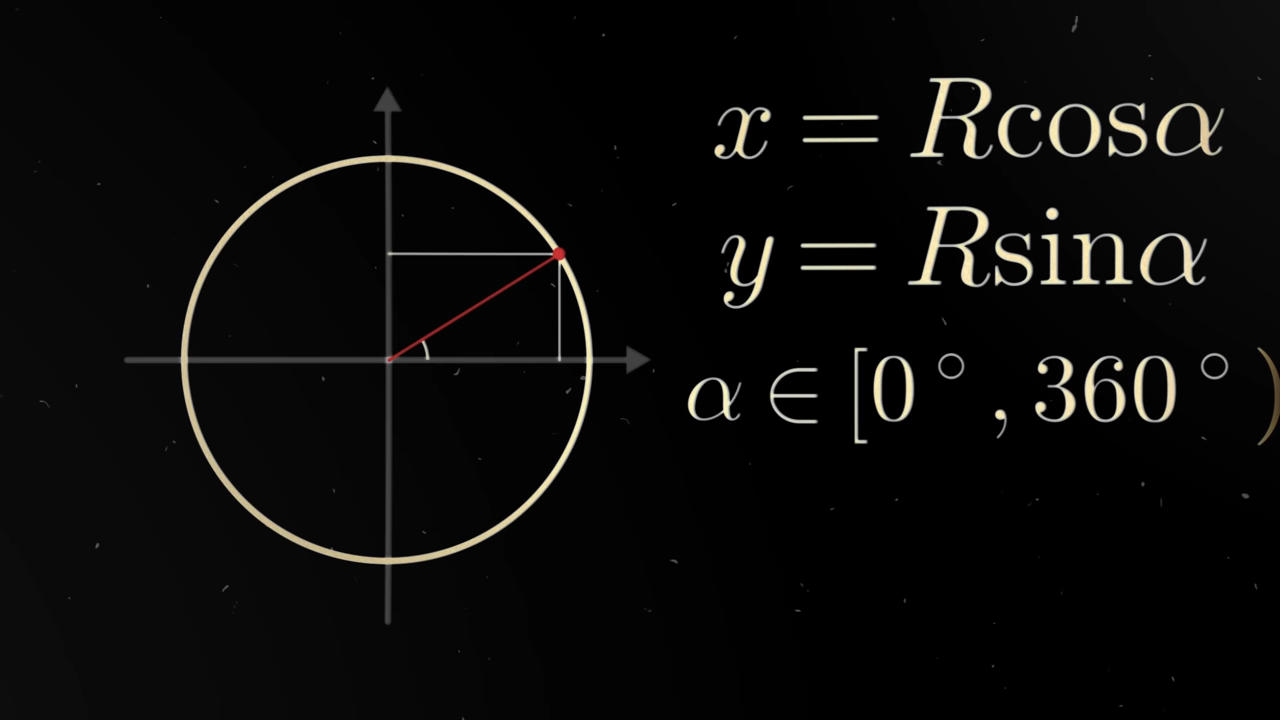 x = Rcosα
y = Rsinα
α ∈ [0°, 360°)